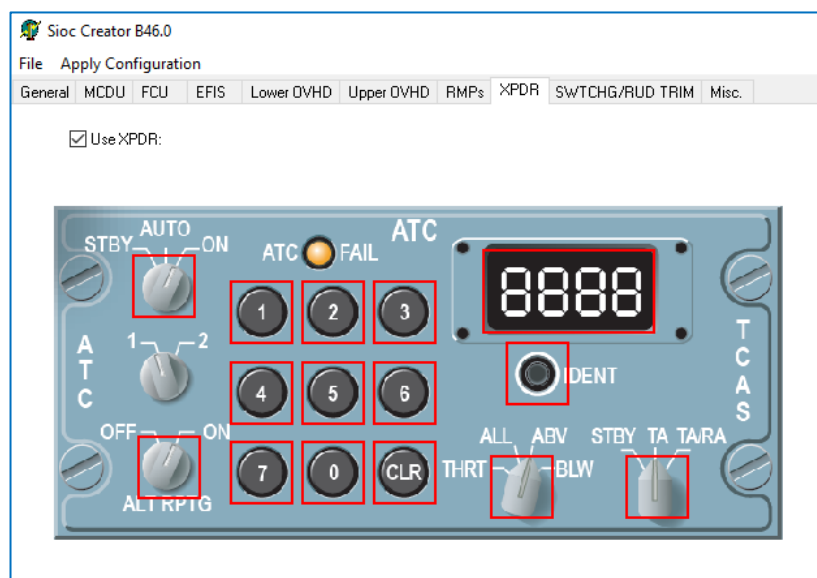 Sioc Creator B46.0
File Apply Configuration
General MCDU FCU EFIS Lower OVHD Upper OVHD RMPs XPDR SWTCHG/RUD TRIM Misc.
Use XPDR:
STBY AUTO ON
ATC FAIL
ATC
8888
1 2 3
ATC
1 2
TCAS
IDENT
4 5 6
OFF ON
ALT RPTG
7 0 CLR
THRT ALL ABV BLW
STBY TA TA/RA